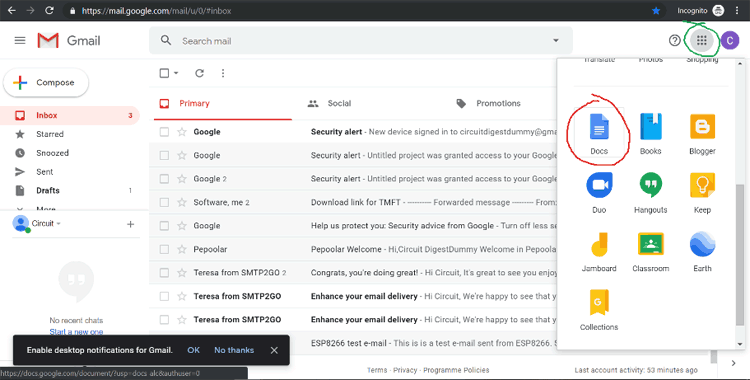 https://mail.google.com/mail/u/0/#inbox
Incognito
Gmail
Search mail
C
Translate Photos Shopping
Compose
Primary
Social
Promotions
Inbox 3
Starred
Snoozed
Sent
Drafts 1
More
Circuit
No recent chats
Start a new one
Google Security alert - New device signed in to circuitdigestdummy@gma
Google Security alert - Untitled project was granted access to your Google
Google 2 Security alert - Untitled project was granted access to your Google
Software, me 2 Download link for TMFT - ---------- Forwarded message --------- From:
Google Help us protect you: Security advice from Google - Turn off less se
Pepoolar Pepoolar Welcome - Hi,Circuit DigestDummy Welcome in Pepoolar
Teresa from SMTP2GO 2 Congrats, you're doing great! - Hi Circuit, It's great to see you enjoy
Teresa from SMTP2GO Enhance your email delivery - Hi Circuit, We're happy to see that y
Teresa from SMTP2GO Enhance your email delivery - Hi Circuit, We're happy to see that y
ESP8266 test e-mail - This is is a test e-mail sent from ESP8266.
Docs Books Blogger
Duo Hangouts Keep
Jamboard Classroom Earth
Collections
Enable desktop notifications for Gmail. OK No thanks
Terms · Privacy · Programme Policies
Last account activity: 53 minutes ago
https://docs.google.com/document/?usp=docs_alc&authuser=0